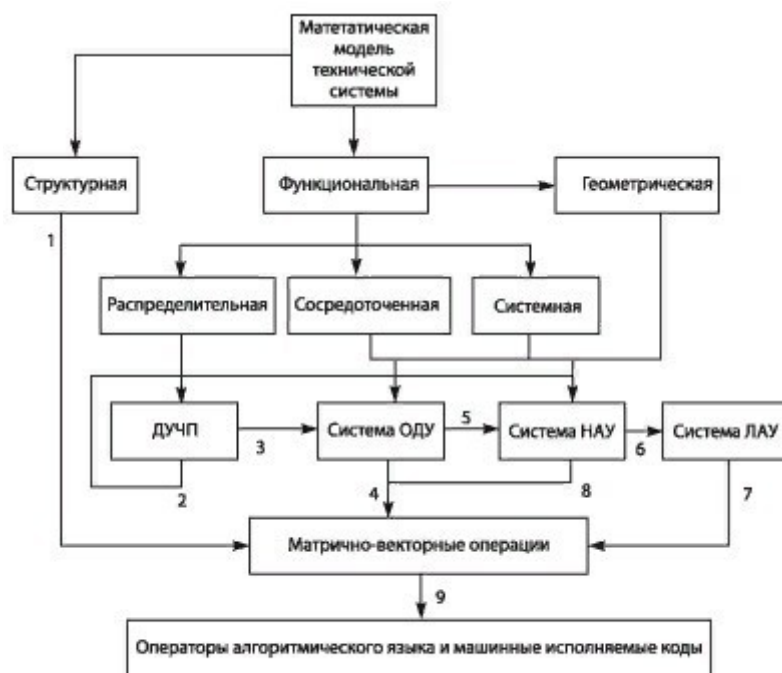 Матетатическая
модель
технической
системы
Структурная
Функциональная
Геометрическая
1
Распределительная
Сосредоточенная
Системная
ДУЧП
3
Система ОДУ
5
Система НАУ
6
Система ЛАУ
2
4
8
7
Матрично-векторные операции
9
Операторы алгоритмического языка и машинные исполняемые коды